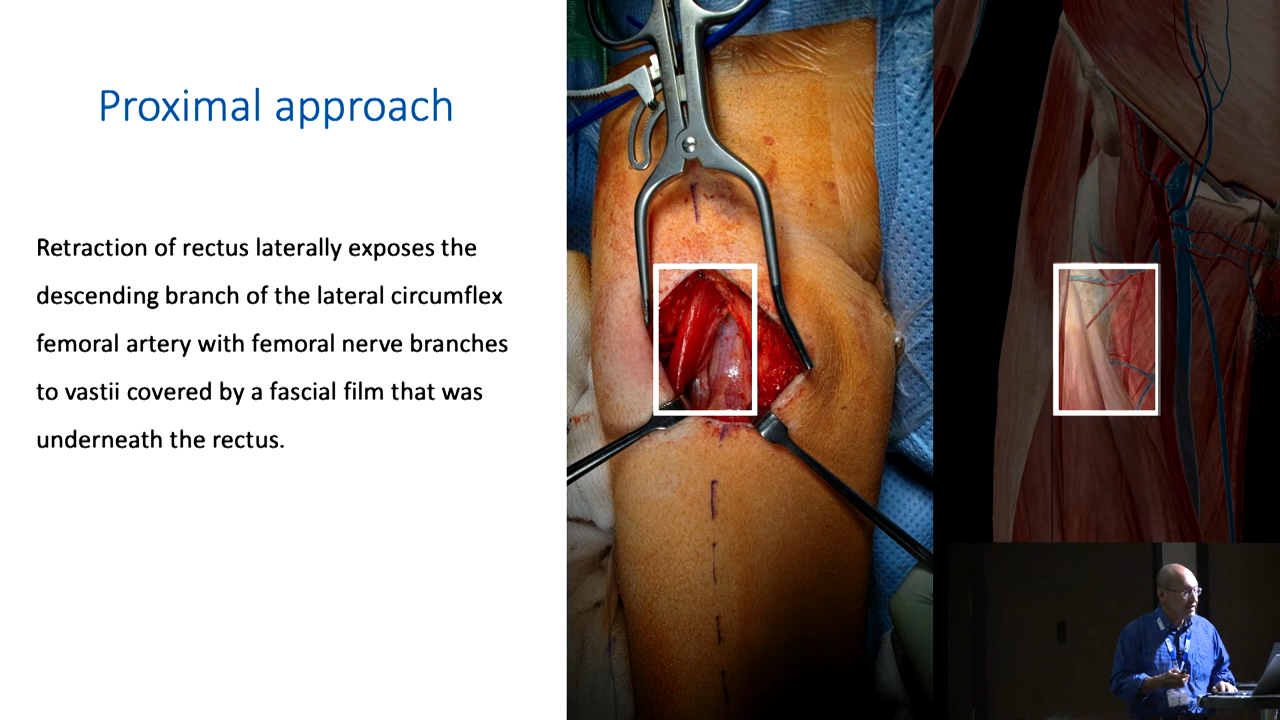 Proximal approach
Retraction of rectus laterally exposes the
descending branch of the lateral circumflex
femoral artery with femoral nerve branches
to vastii covered by a fascial film that was
underneath the rectus.